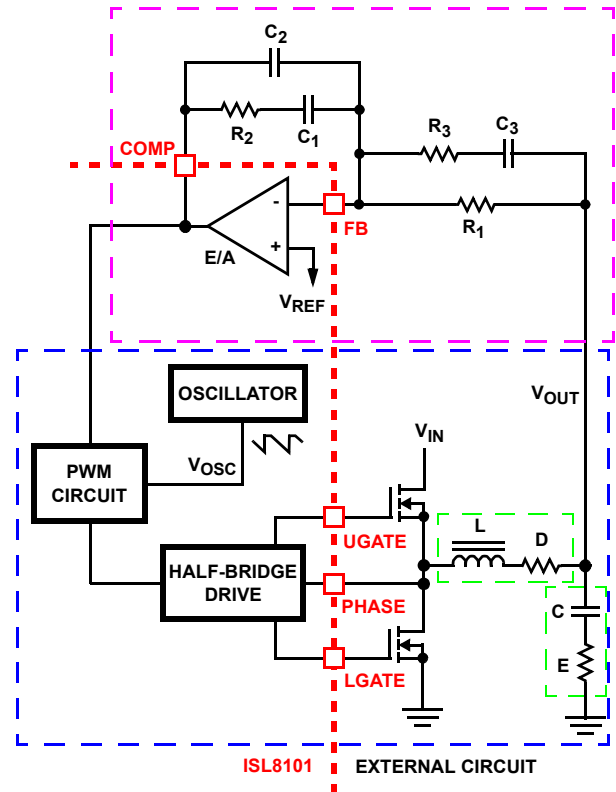 C2
R2
C1
R3
C3
COMP
R1
-
+
FB
E/A
VREF
OSCILLATOR
VOUT
VIN
PWM
CIRCUIT
VOSC
L
D
UGATE
HALF-BRIDGE
DRIVE
PHASE
C
E
LGATE
ISL8101
EXTERNAL CIRCUIT